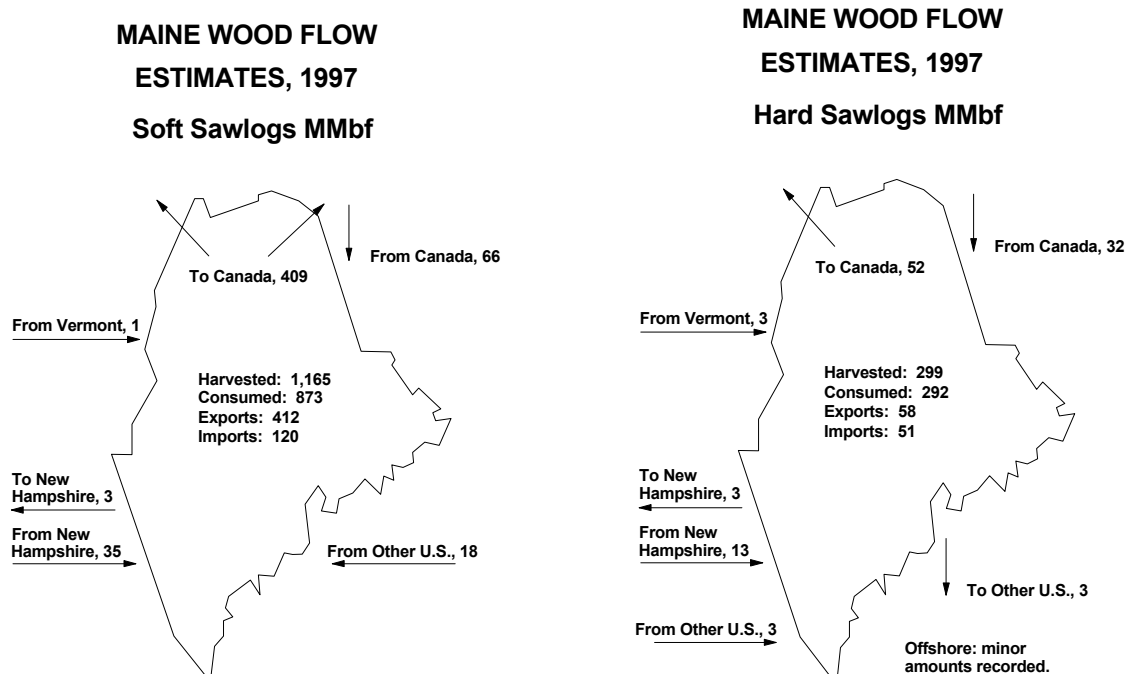 MAINE WOOD FLOW
ESTIMATES, 1997
Soft Sawlogs MMbf
To Canada, 409
From Canada, 66
From Vermont, 1
Harvested: 1,165
Consumed: 873
Exports: 412
Imports: 120
To New
Hampshire, 3
From New
Hampshire, 35
From Other U.S., 18
MAINE WOOD FLOW
ESTIMATES, 1997
Hard Sawlogs MMbf
From Canada, 32
To Canada, 52
From Vermont, 3
Harvested: 299
Consumed: 292
Exports: 58
Imports: 51
To New
Hampshire, 3
From New
Hampshire, 13
To Other U.S., 3
From Other U.S., 3
Offshore: minor
amounts recorded.